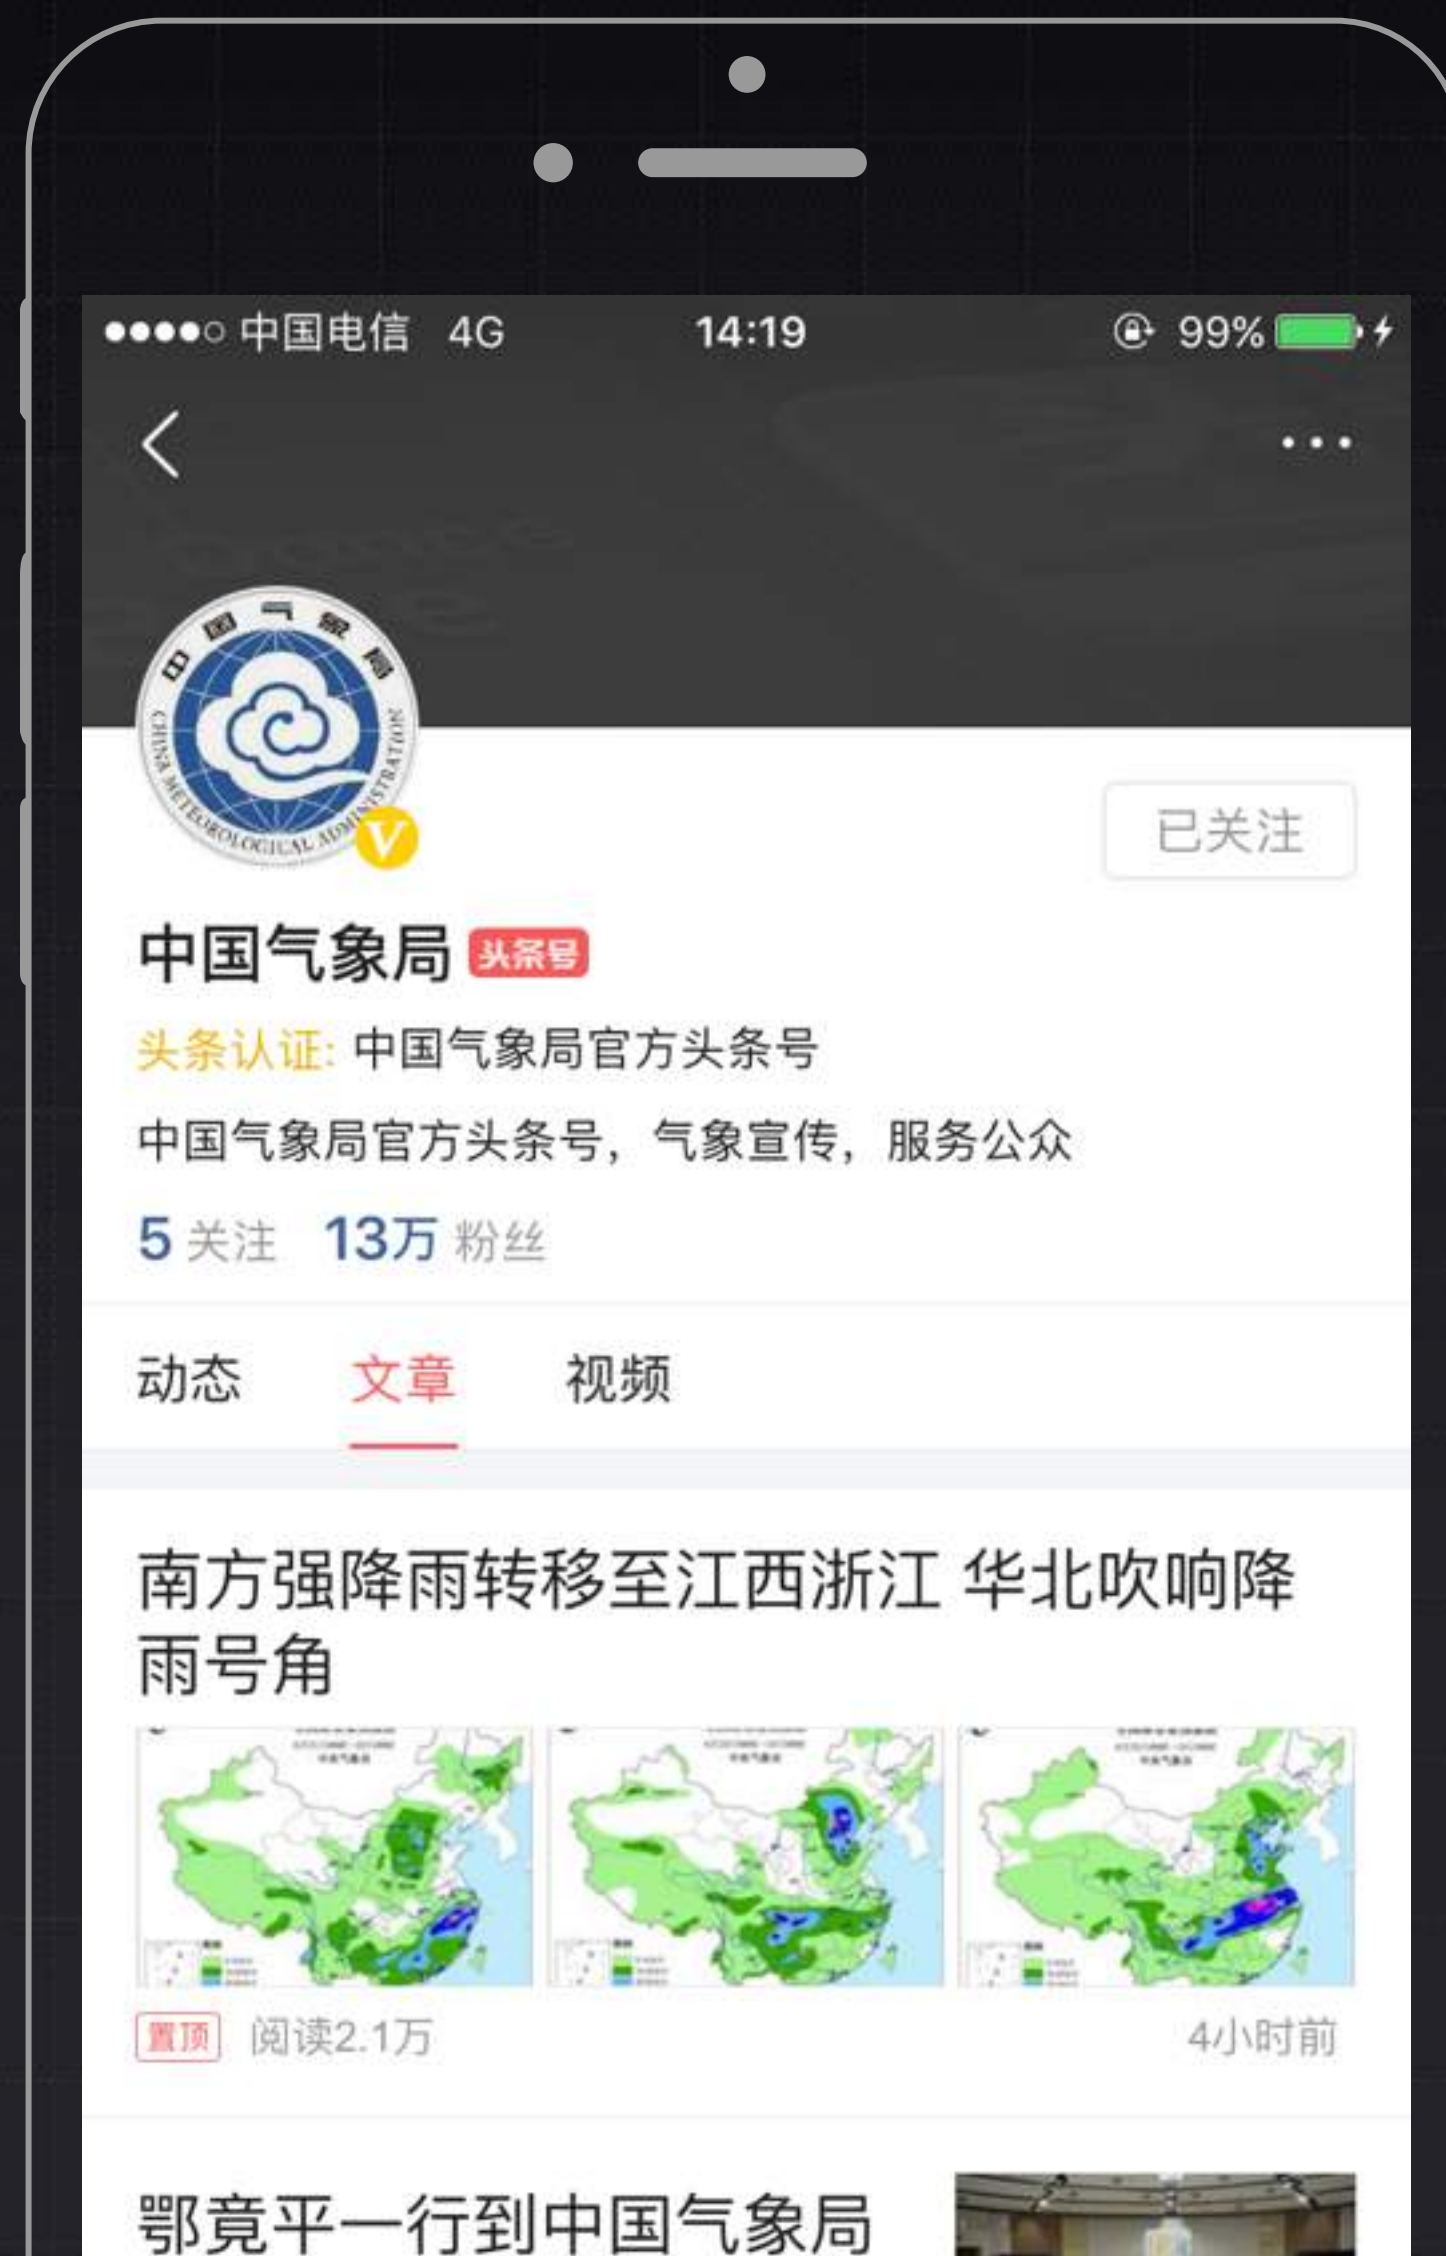 中国电信 4G 14:19 99%
中国气象局
CHINA METEOROLOGICAL ADMINISTRATION
V
已关注
中国气象局 头条号
头条认证: 中国气象局官方头条号
中国气象局官方头条号，气象宣传，服务公众
5 关注 13万 粉丝
动态 文章 视频
南方强降雨转移至江西浙江 华北吹响降
雨号角
置顶 阅读2.1万 4小时前
鄂竟平一行到中国气象局